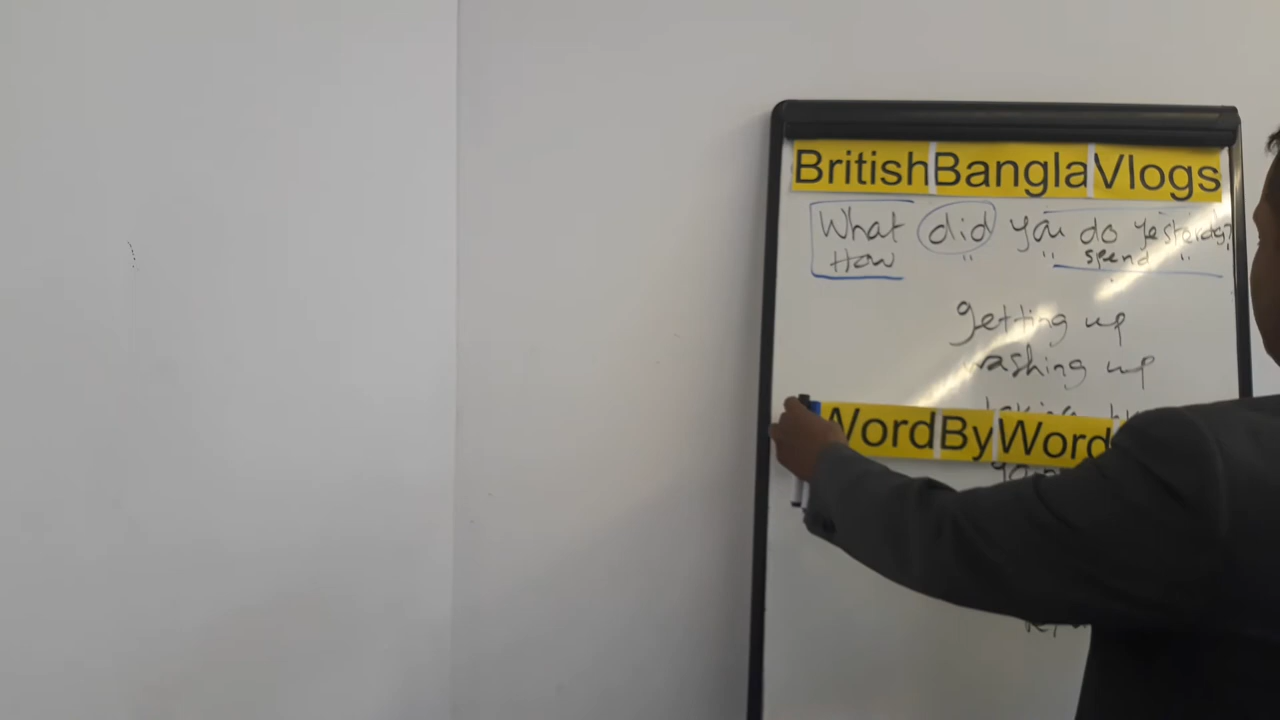 BritishBanglaVlogs
What did you do yesterday?
How " " spend "
getting up
washing up
WordByWord